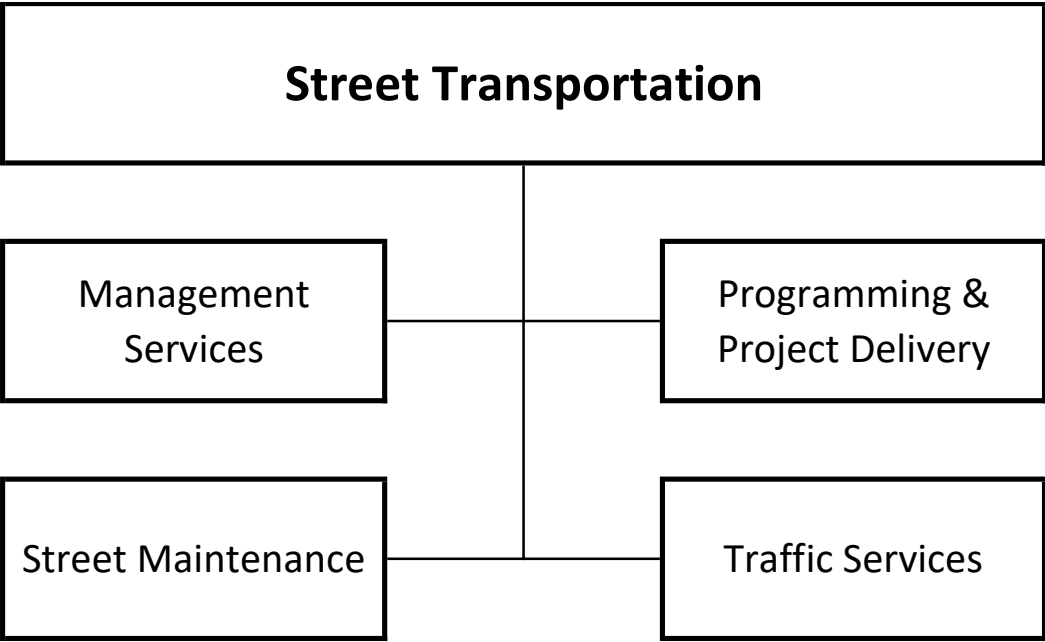 Street Transportation
Management
Services
Programming &
Project Delivery
Street Maintenance
Traffic Services